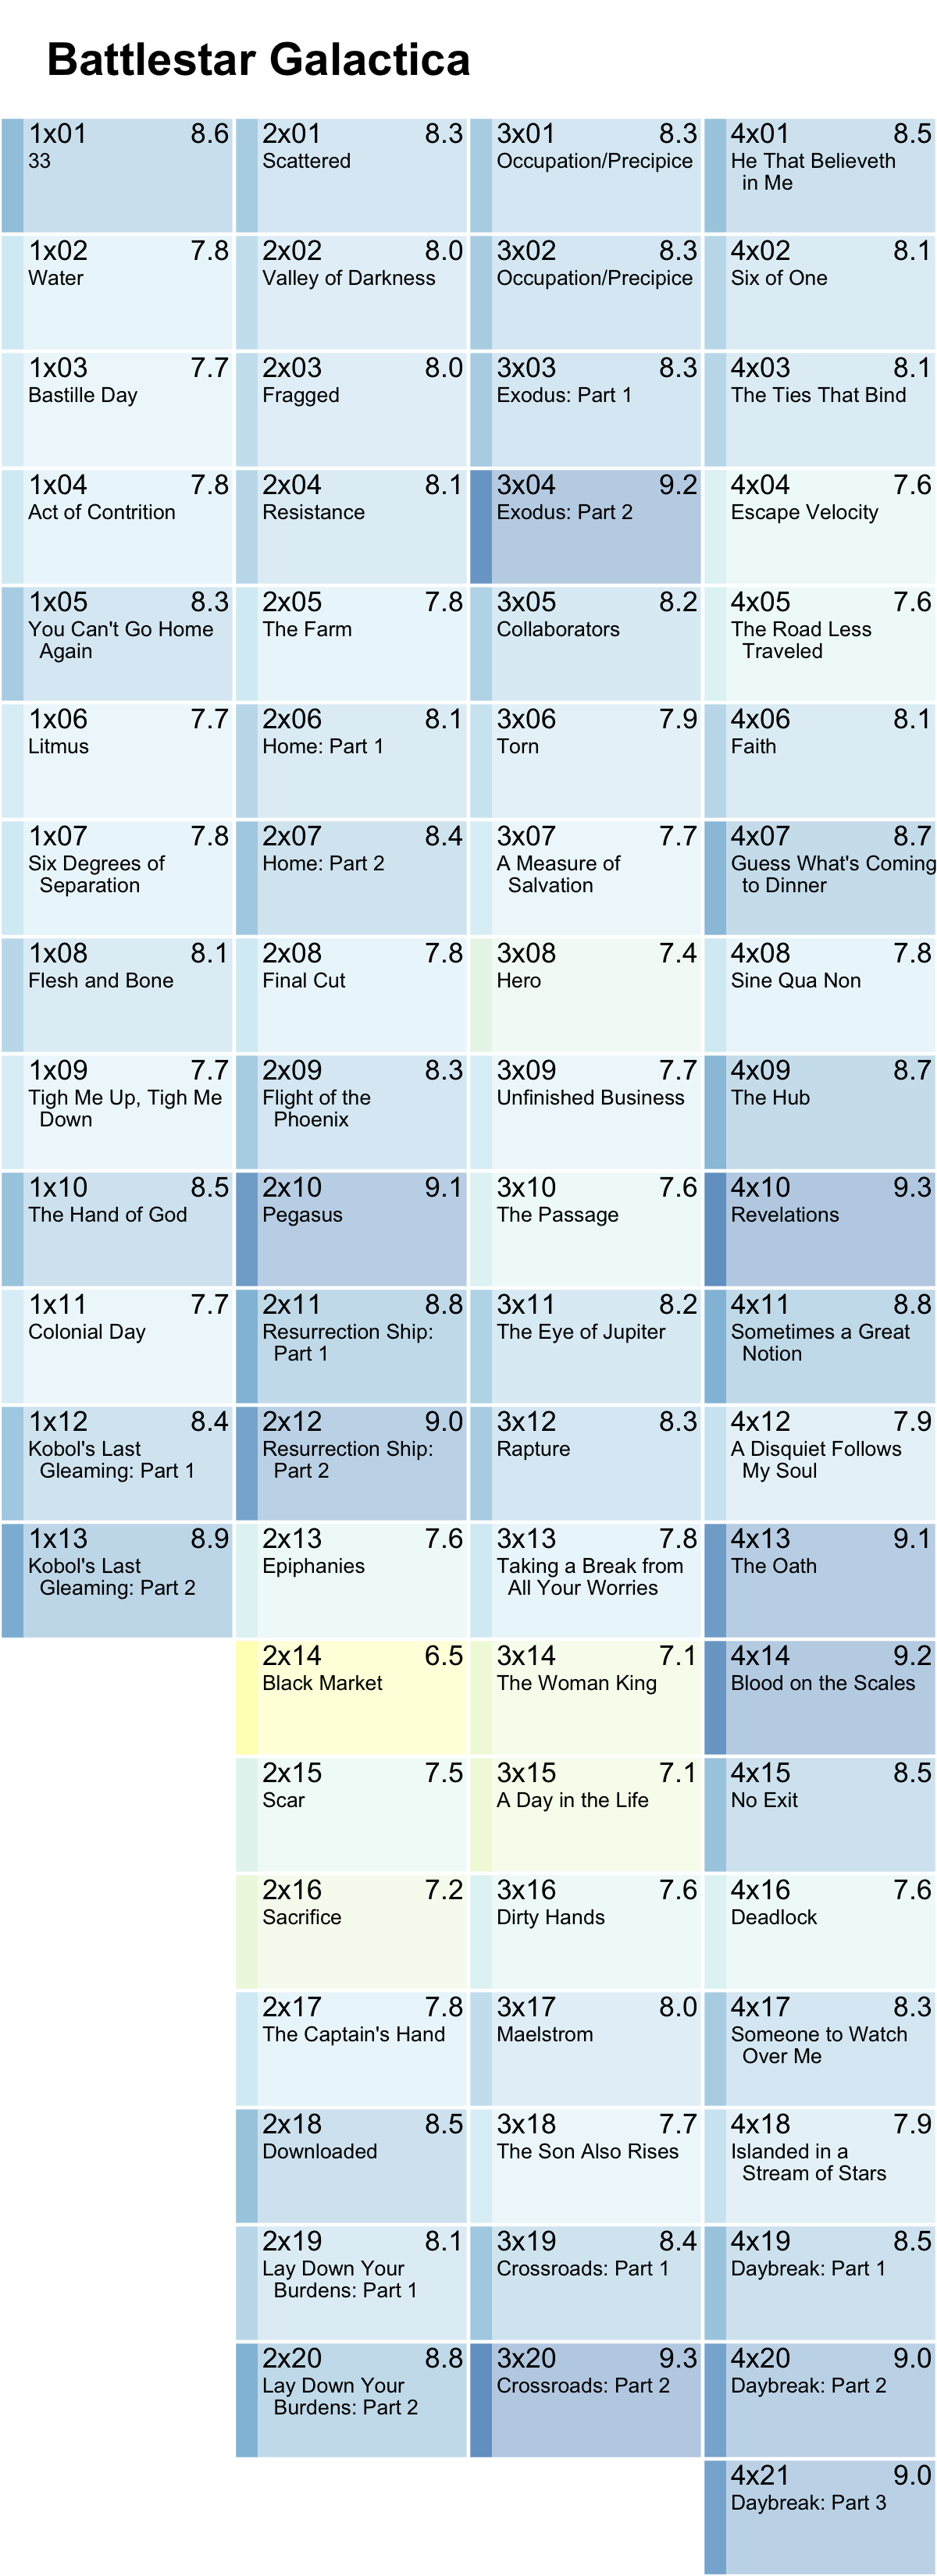 Battlestar Galactica
1x01 8.6
33
1x02 7.8
Water
1x03 7.7
Bastille Day
1x04 7.8
Act of Contrition
1x05 8.3
You Can't Go Home
Again
1x06 7.7
Litmus
1x07 7.8
Six Degrees of
Separation
1x08 8.1
Flesh and Bone
1x09 7.7
Tigh Me Up, Tigh Me
Down
1x10 8.5
The Hand of God
1x11 7.7
Colonial Day
1x12 8.4
Kobol's Last
Gleaming: Part 1
1x13 8.9
Kobol's Last
Gleaming: Part 2
2x01 8.3
Scattered
2x02 8.0
Valley of Darkness
2x03 8.0
Fragged
2x04 8.1
Resistance
2x05 7.8
The Farm
2x06 8.1
Home: Part 1
2x07 8.4
Home: Part 2
2x08 7.8
Final Cut
2x09 8.3
Flight of the
Phoenix
2x10 9.1
Pegasus
2x11 8.8
Resurrection Ship:
Part 1
2x12 9.0
Resurrection Ship:
Part 2
2x13 7.6
Epiphanies
2x14 6.5
Black Market
2x15 7.5
Scar
2x16 7.2
Sacrifice
2x17 7.8
The Captain's Hand
2x18 8.5
Downloaded
2x19 8.1
Lay Down Your
Burdens: Part 1
2x20 8.8
Lay Down Your
Burdens: Part 2
3x01 8.3
Occupation/Precipice
3x02 8.3
Occupation/Precipice
3x03 8.3
Exodus: Part 1
3x04 9.2
Exodus: Part 2
3x05 8.2
Collaborators
3x06 7.9
Torn
3x07 7.7
A Measure of
Salvation
3x08 7.4
Hero
3x09 7.7
Unfinished Business
3x10 7.6
The Passage
3x11 8.2
The Eye of Jupiter
3x12 8.3
Rapture
3x13 7.8
Taking a Break from
All Your Worries
3x14 7.1
The Woman King
3x15 7.1
A Day in the Life
3x16 7.6
Dirty Hands
3x17 8.0
Maelstrom
3x18 7.7
The Son Also Rises
3x19 8.4
Crossroads: Part 1
3x20 9.3
Crossroads: Part 2
4x01 8.5
He That Believeth
in Me
4x02 8.1
Six of One
4x03 8.1
The Ties That Bind
4x04 7.6
Escape Velocity
4x05 7.6
The Road Less
Traveled
4x06 8.1
Faith
4x07 8.7
Guess What's Coming
to Dinner
4x08 7.8
Sine Qua Non
4x09 8.7
The Hub
4x10 9.3
Revelations
4x11 8.8
Sometimes a Great
Notion
4x12 7.9
A Disquiet Follows
My Soul
4x13 9.1
The Oath
4x14 9.2
Blood on the Scales
4x15 8.5
No Exit
4x16 7.6
Deadlock
4x17 8.3
Someone to Watch
Over Me
4x18 7.9
Islanded in a
Stream of Stars
4x19 8.5
Daybreak: Part 1
4x20 9.0
Daybreak: Part 2
4x21 9.0
Daybreak: Part 3